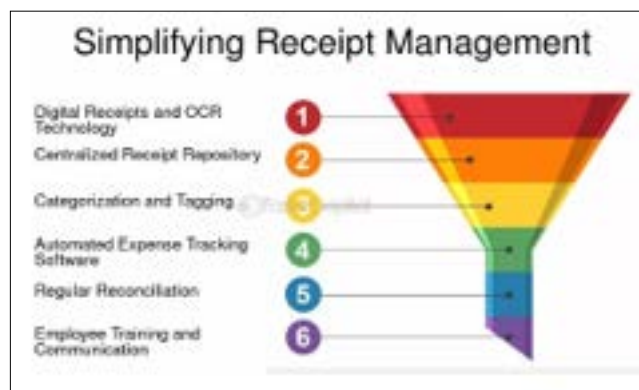 Simplifying Receipt Management
Digital Receipts and OCR
Technology
1
Centralized Receipt Repository
2
Categorization and Tagging
3
Automated Expense Tracking
Software
4
Regular Reconciliation
5
Employee Training and
Communication
6